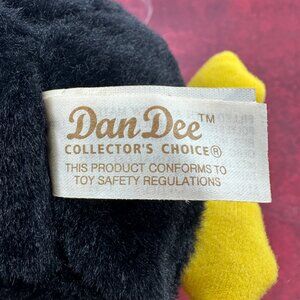 Dan Dee™
COLLECTOR'S CHOICE®
THIS PRODUCT CONFORMS TO
TOY SAFETY REGULATIONS